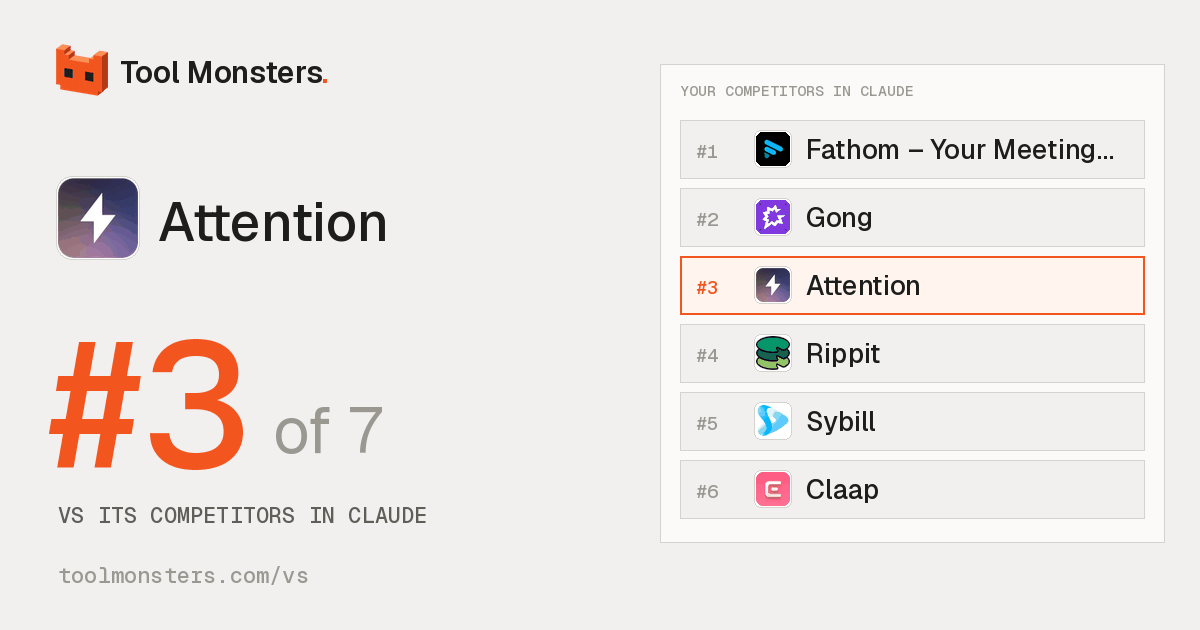 Tool Monsters.
Attention
#3 of 7
VS ITS COMPETITORS IN CLAUDE
toolmonsters.com/vs
YOUR COMPETITORS IN CLAUDE
#1 Fathom – Your Meeting...
#2 Gong
#3 Attention
#4 Rippit
#5 Sybill
#6 Claap